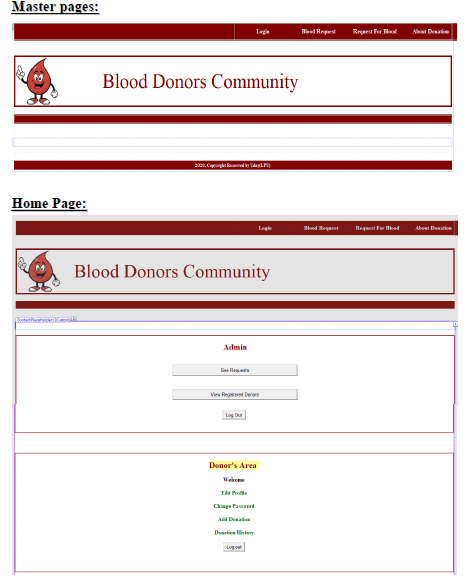 Master pages:
Login Blood Request Request For Blood About Donation
Blood Donors Community
2020, Copyright Reserved by Uday(LPU)
Home Page:
Login Blood Request Request For Blood About Donation
Blood Donors Community
Admin
See Requests
View Registered Donors
Log Out
Donor's Area
Welcome
Edit Profile
Change Password
Add Donation
Donation History
Log out